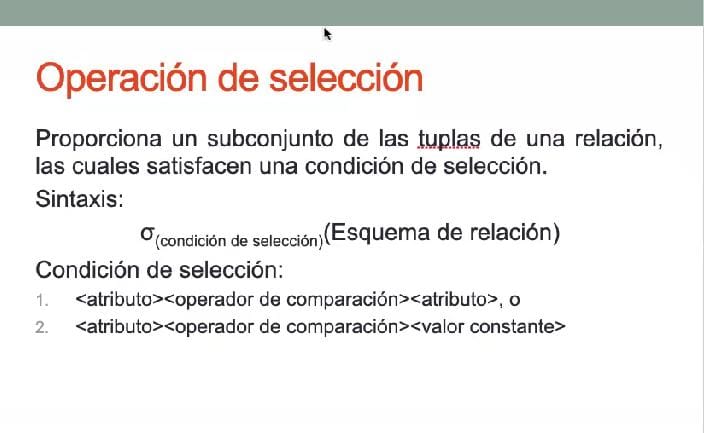 Operación de selección
Proporciona un subconjunto de las tuplas de una relación,
las cuales satisfacen una condición de selección.
Sintaxis:
σ(condición de selección)(Esquema de relación)
Condición de selección:
1. <atributo><operador de comparación><atributo>, o
2. <atributo><operador de comparación><valor constante>